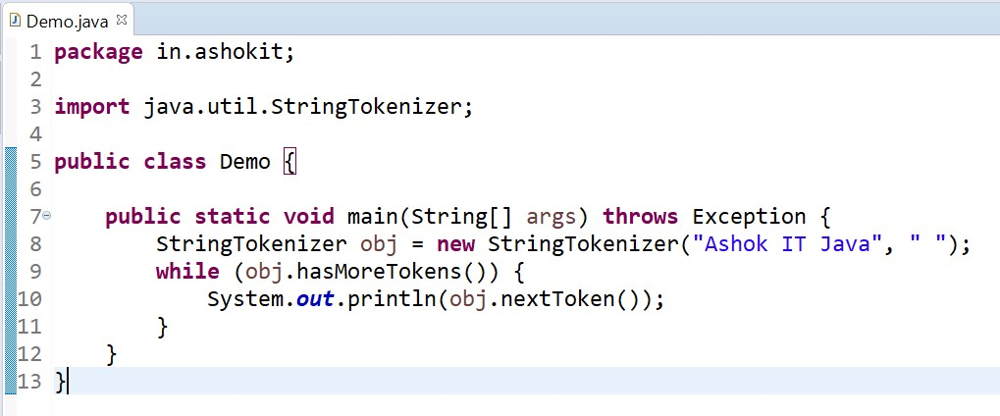 Demo.java
1 package in.ashokit;
2
3 import java.util.StringTokenizer;
4
5 public class Demo {
6
7     public static void main(String[] args) throws Exception {
8         StringTokenizer obj = new StringTokenizer("Ashok IT Java", " ");
9         while (obj.hasMoreTokens()) {
10             System.out.println(obj.nextToken());
11         }
12     }
13 }